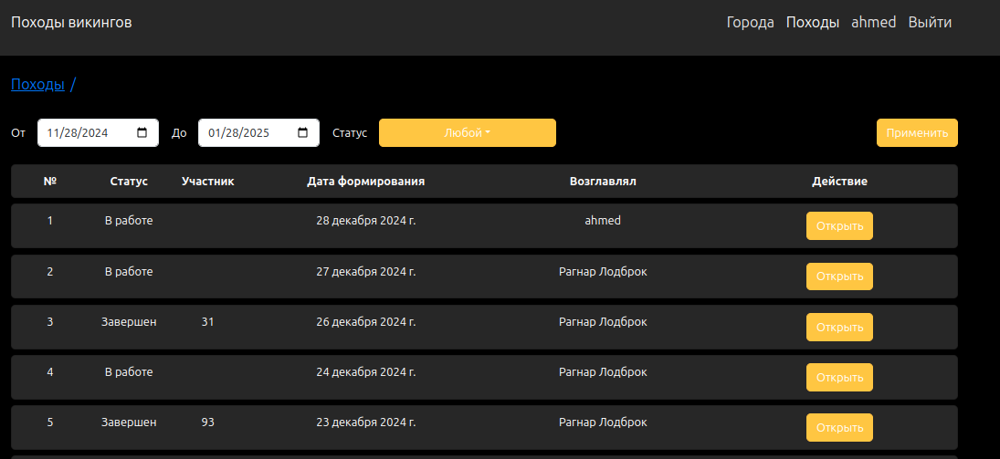 Походы викингов Города Походы ahmed Выйти
Походы /
От 11/28/2024 До 01/28/2025 Статус Любой Применить
№ Статус Участник Дата формирования Возглавлял Действие
1 В работе 28 декабря 2024 г. ahmed Открыть
2 В работе 27 декабря 2024 г. Рагнар Лодброк Открыть
3 Завершен 31 26 декабря 2024 г. Рагнар Лодброк Открыть
4 В работе 24 декабря 2024 г. Рагнар Лодброк Открыть
5 Завершен 93 23 декабря 2024 г. Рагнар Лодброк Открыть